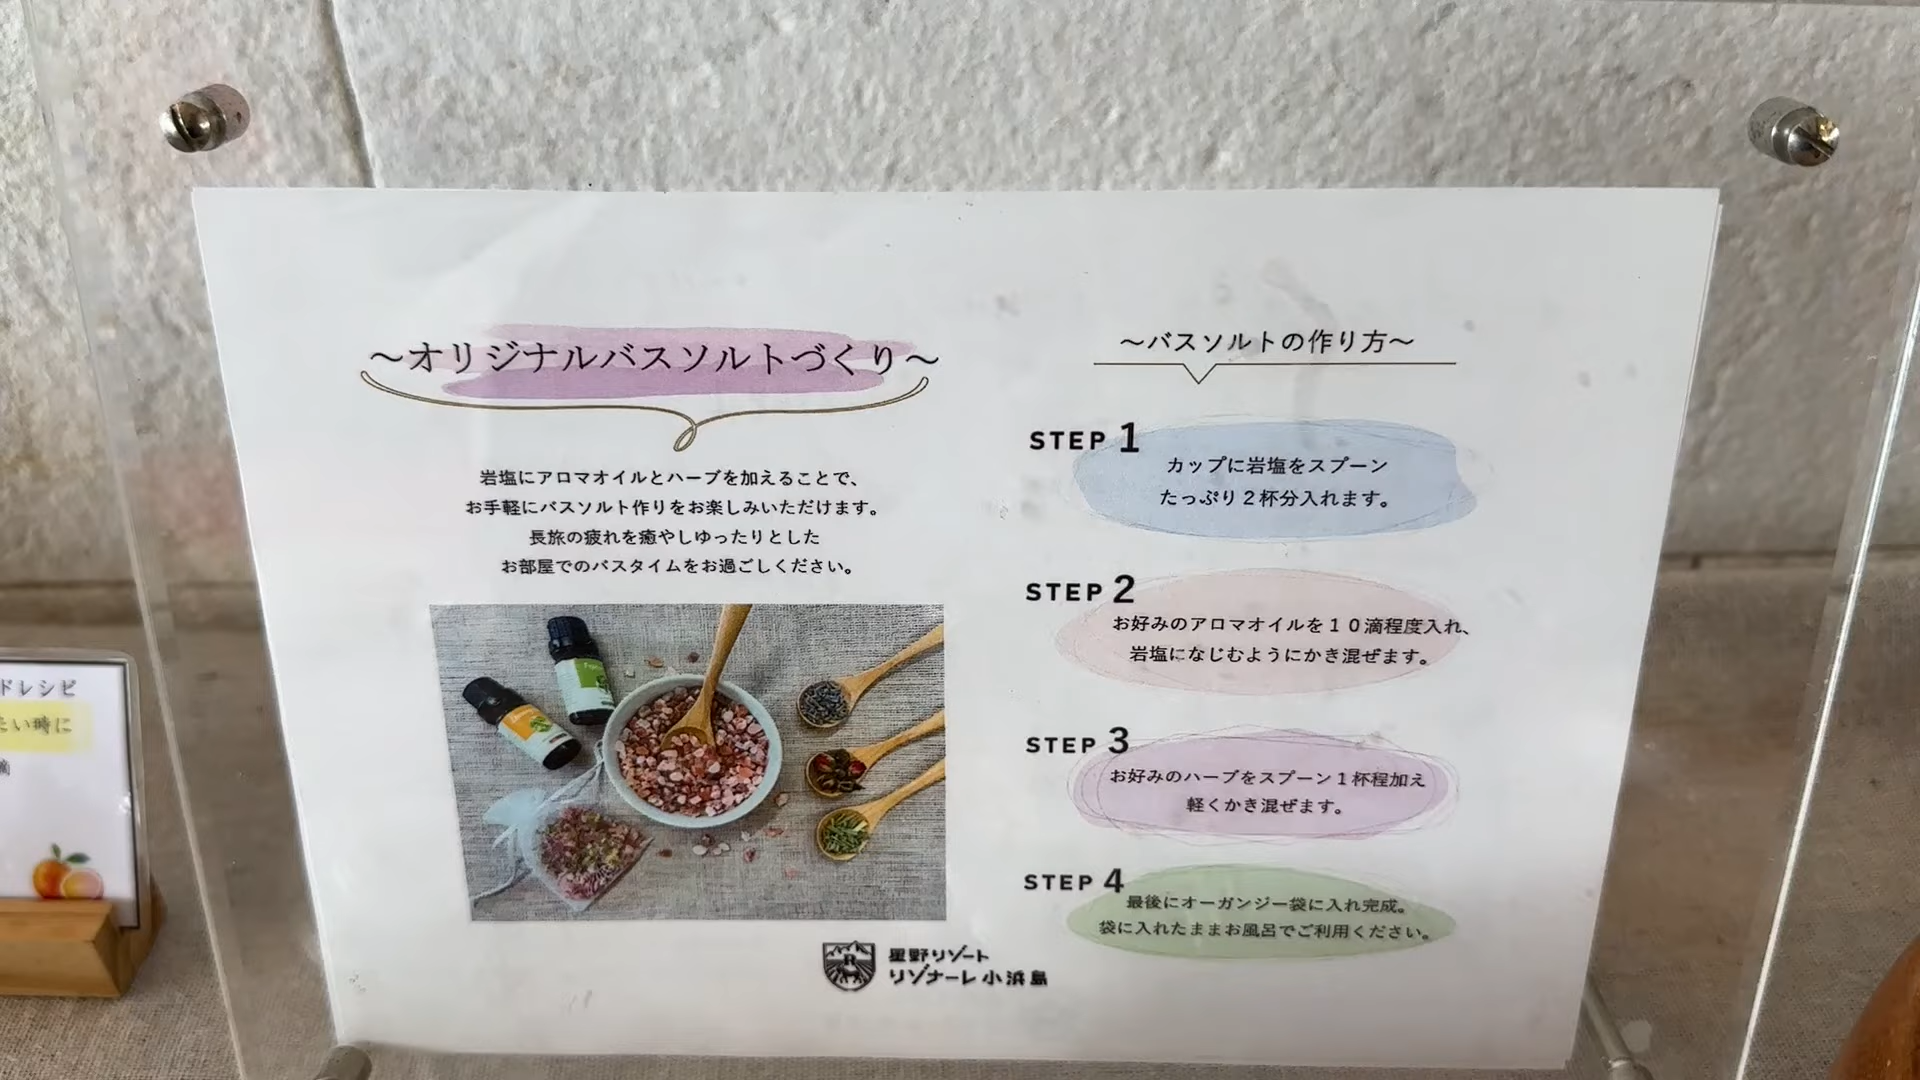 ～オリジナルバスソルトづくり～
岩塩にアロマオイルとハーブを加えることで、
お手軽にバスソルト作りをお楽しみいただけます。
長旅の疲れを癒やしゆったりとした
お部屋でのバスタイムをお過ごしください。
～バスソルトの作り方～
STEP 1
カップに岩塩をスプーン
たっぷり２杯分入れます。
STEP 2
お好みのアロマオイルを１０滴程度入れ、
岩塩になじむようにかき混ぜます。
STEP 3
お好みのハーブをスプーン１杯程加え
軽くかき混ぜます。
STEP 4
最後にオーガンジー袋に入れ完成。
袋に入れたままお風呂でご利用ください。
星野リゾート
リゾナーレ小浜島
ドレシピ
たい時に
滴